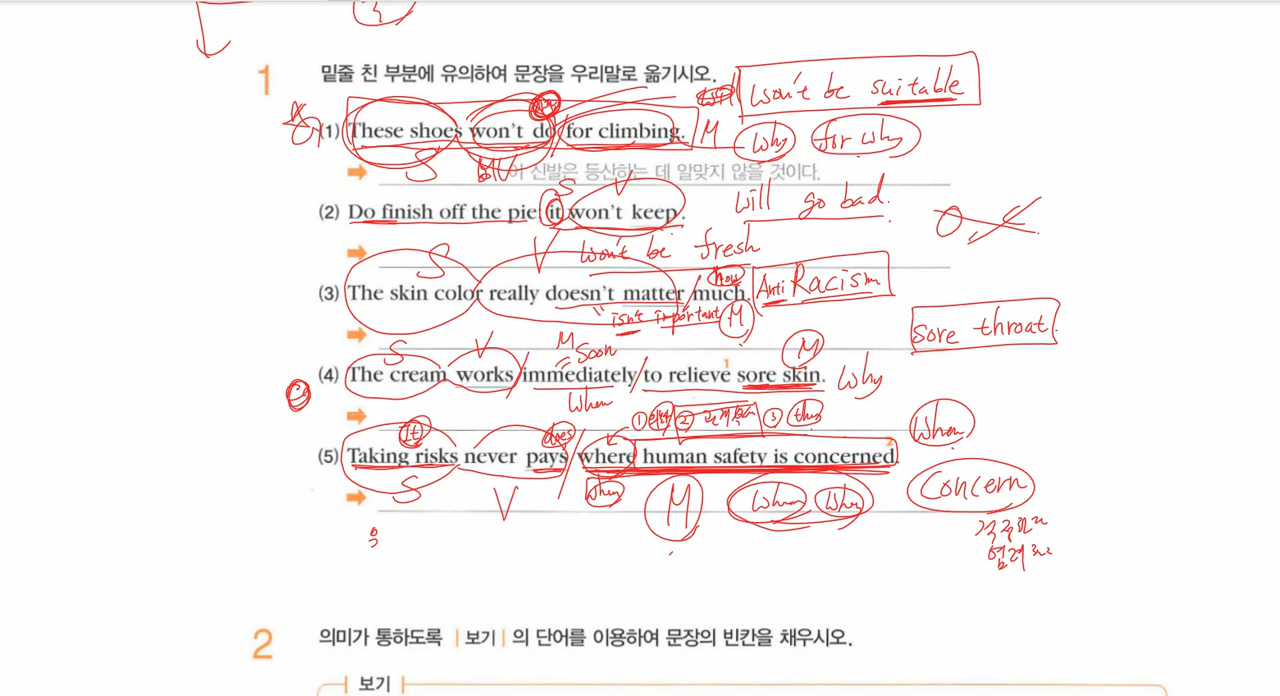 1 밑줄 친 부분에 유의하여 문장을 우리말로 옮기시오.
won't be suitable
(1) These shoes won't do for climbing. M Why for why
S V
➡ 이 신발은 등산하는 데 알맞지 않을 것이다.
S V will go bad.
(2) Do finish off the pie: it won't keep.
➡ won't be fresh
S V how
(3) The skin color really doesn't matter much. Anti Racism
"isn't important M
➡ sore throat.
S V M Soon M
(4) The cream works immediately to relieve sore skin. 1 Why
When
➡ ① ② ③ When
It does 2
(5) Taking risks never pays where human safety is concerned.
➡ S V when M When Concern
2 의미가 통하도록 | 보기 | 의 단어를 이용하여 문장의 빈칸을 채우시오.
보기